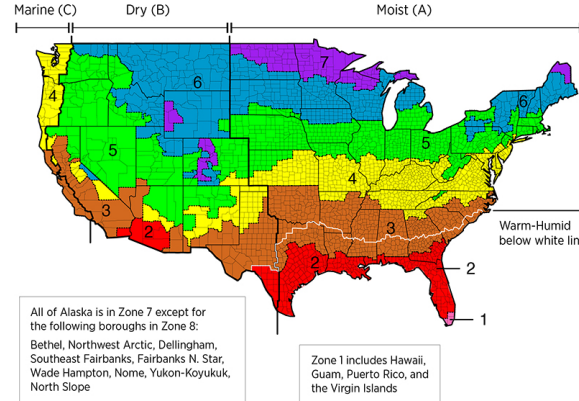 Marine (C) Dry (B) Moist (A)
7
6
6
4
5
5
4
3
3
2
2
2
1
Warm-Humid
below white lin
All of Alaska is in Zone 7 except for
the following boroughs in Zone 8:
Bethel, Northwest Arctic, Dellingham,
Southeast Fairbanks, Fairbanks N. Star,
Wade Hampton, Nome, Yukon-Koyukuk,
North Slope
Zone 1 includes Hawaii,
Guam, Puerto Rico, and
the Virgin Islands